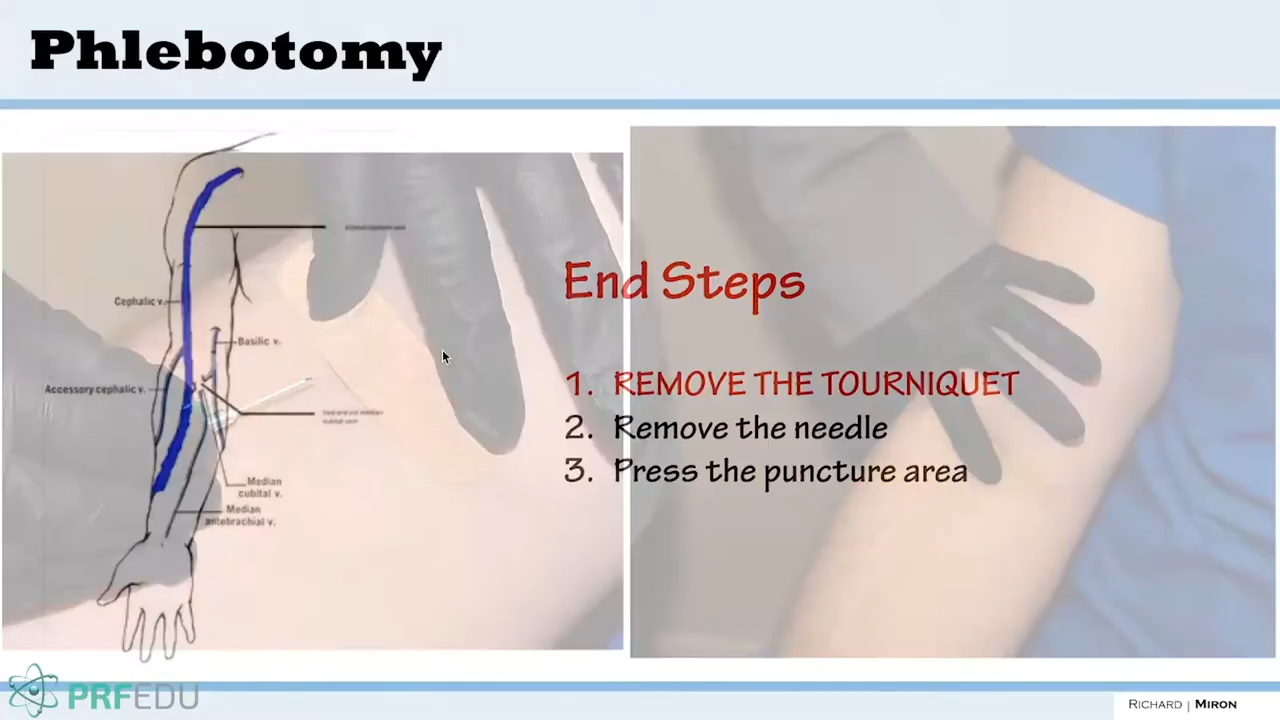 Phlebotomy
Cephalic v.
Basilic v.
Accessory cephalic v.
Median
cubital v.
Median
antebrachial v.
End Steps
1. REMOVE THE TOURNIQUET
2. Remove the needle
3. Press the puncture area
PRFEDU
RICHARD | MIRON